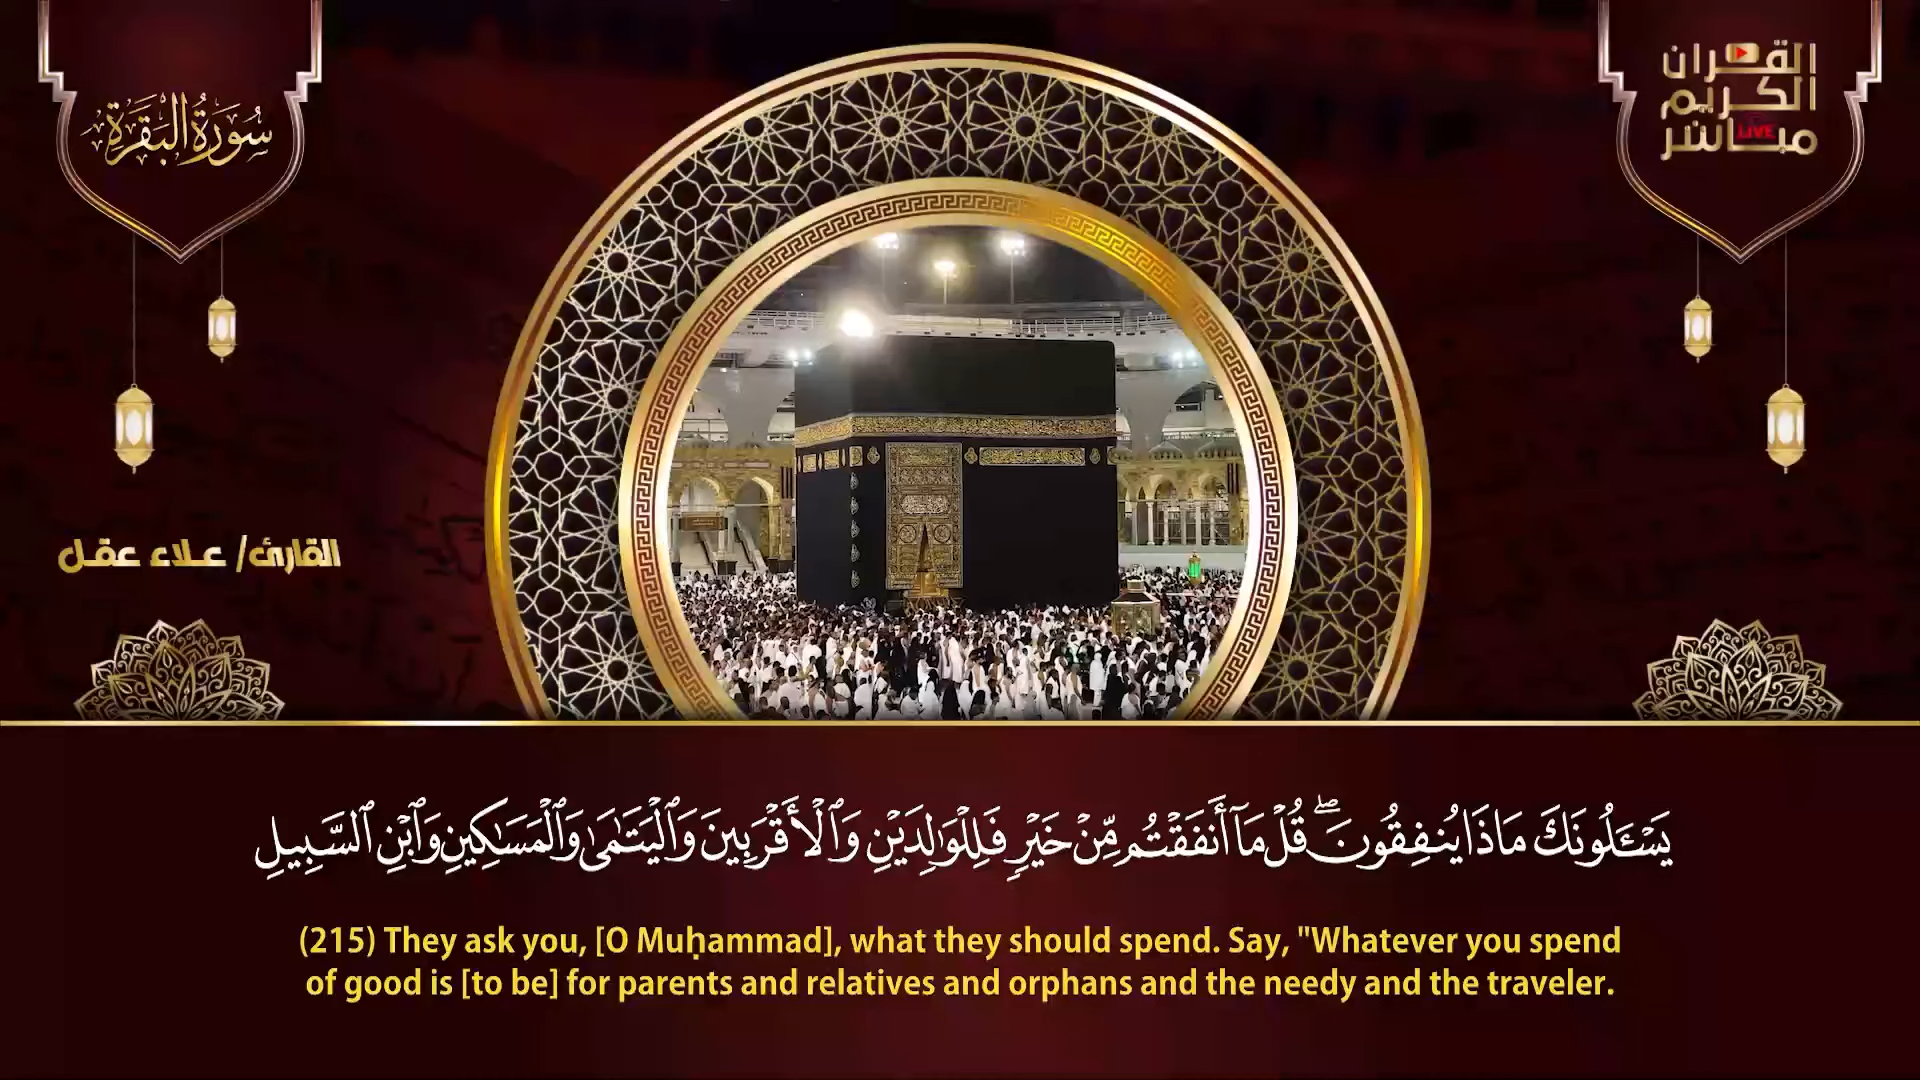 سُورَةُ البَقَرَةِ
القران
الكريم
مباشر
LIVE
القارئ/ علاء عقل
يَسْـَٔلُونَكَ مَاذَا يُنفِقُونَ ۖ قُلْ مَآ أَنفَقْتُم مِّنْ خَيْرٍ فَلِلْوَٰلِدَيْنِ وَٱلْأَقْرَبِينَ وَٱلْيَتَـٰمَىٰ وَٱلْمَسَـٰكِينِ وَٱبْنِ ٱلسَّبِيلِ
(215) They ask you, [O Muḥammad], what they should spend. Say, "Whatever you spend
of good is [to be] for parents and relatives and orphans and the needy and the traveler.